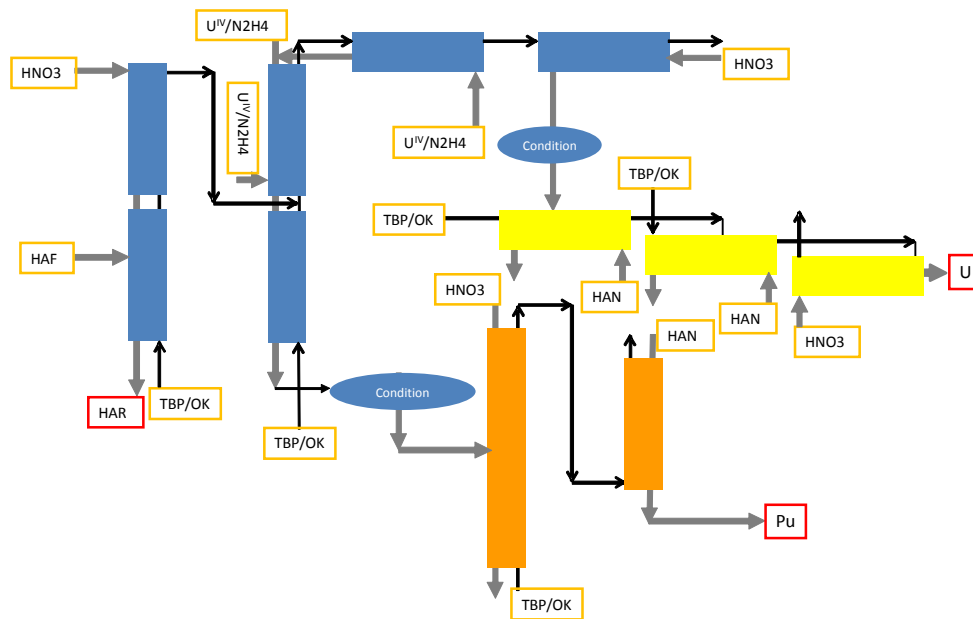 U^IV/N2H4
HNO3
HNO3
U^IV/N2H4
U^IV/N2H4
Condition
TBP/OK
TBP/OK
HAF
U
HNO3
HAN
HAN
HAN
HNO3
Condition
HAR
TBP/OK
TBP/OK
Pu
TBP/OK